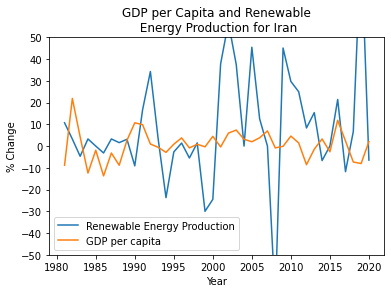 GDP per Capita and Renewable
Energy Production for Iran
50
40
30
20
10
0
−10
−20
−30
−40
−50
% Change
Renewable Energy Production
GDP per capita
1980 1985 1990 1995 2000 2005 2010 2015 2020
Year